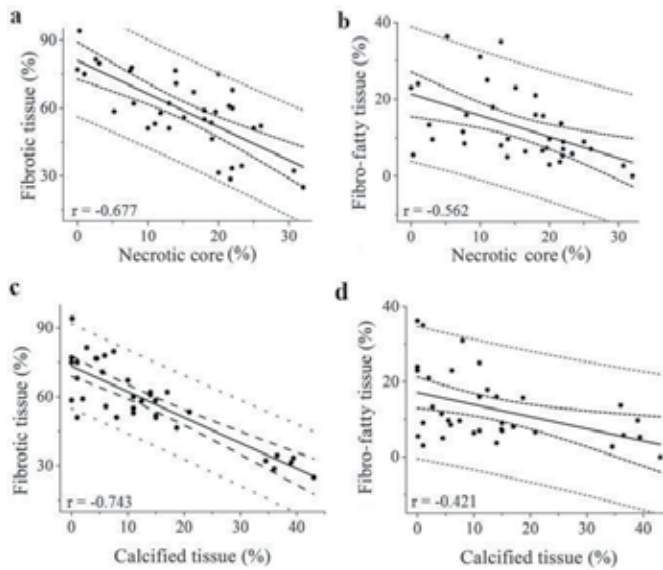 a
Fibrotic tissue (%)
90
60
30
r = -0.677
0 10 20 30
Necrotic core (%)
b
Fibro-fatty tissue (%)
40
20
0
r = -0.562
0 10 20 30
Necrotic core (%)
c
Fibrotic tissue (%)
90
60
30
r = -0.743
0 10 20 30 40
Calcified tissue (%)
d
Fibro-fatty tissue (%)
40
20
0
r = -0.421
0 10 20 30 40
Calcified tissue (%)